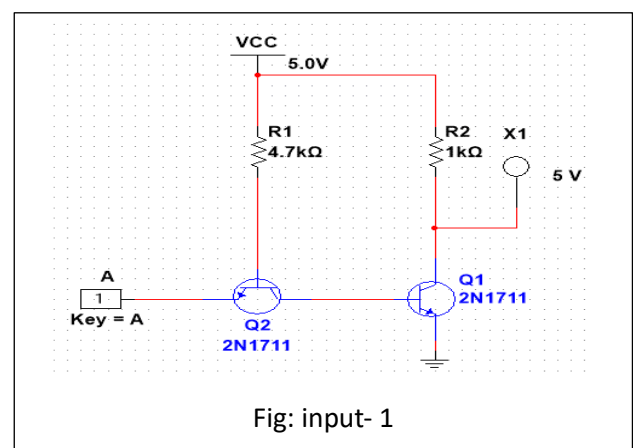 VCC
5.0V
R1
4.7kΩ
R2
1kΩ
X1
5 V
A
1
Key = A
Q2
2N1711
Q1
2N1711
Fig: input- 1